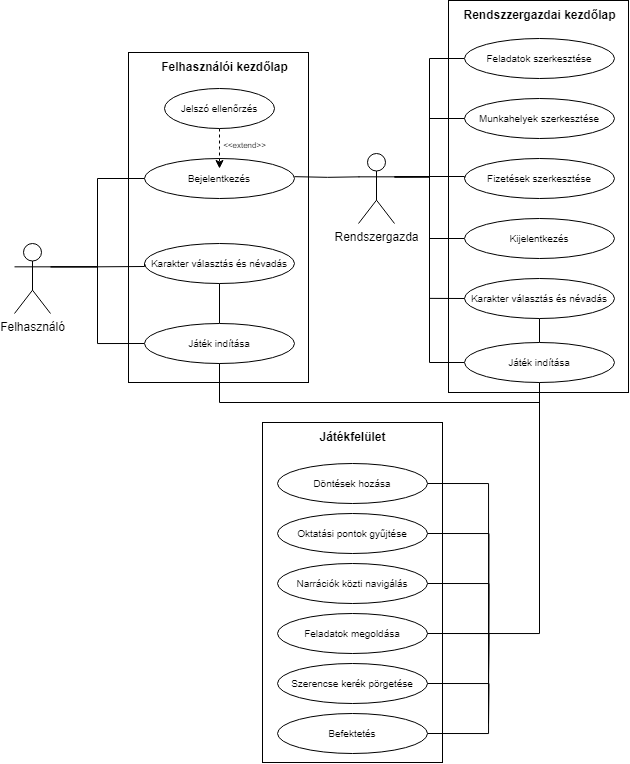 Rendszzergazdai kezdőlap
Feladatok szerkesztése
Munkahelyek szerkesztése
Fizetések szerkesztése
Kijelentkezés
Karakter választás és névadás
Játék indítása
Felhasználói kezdőlap
Jelszó ellenőrzés
<<extend>>
Bejelentkezés
Karakter választás és névadás
Játék indítása
Rendszergazda
Felhasználó
Játékfelület
Döntések hozása
Oktatási pontok gyűjtése
Narrációk közti navigálás
Feladatok megoldása
Szerencse kerék pörgetése
Befektetés